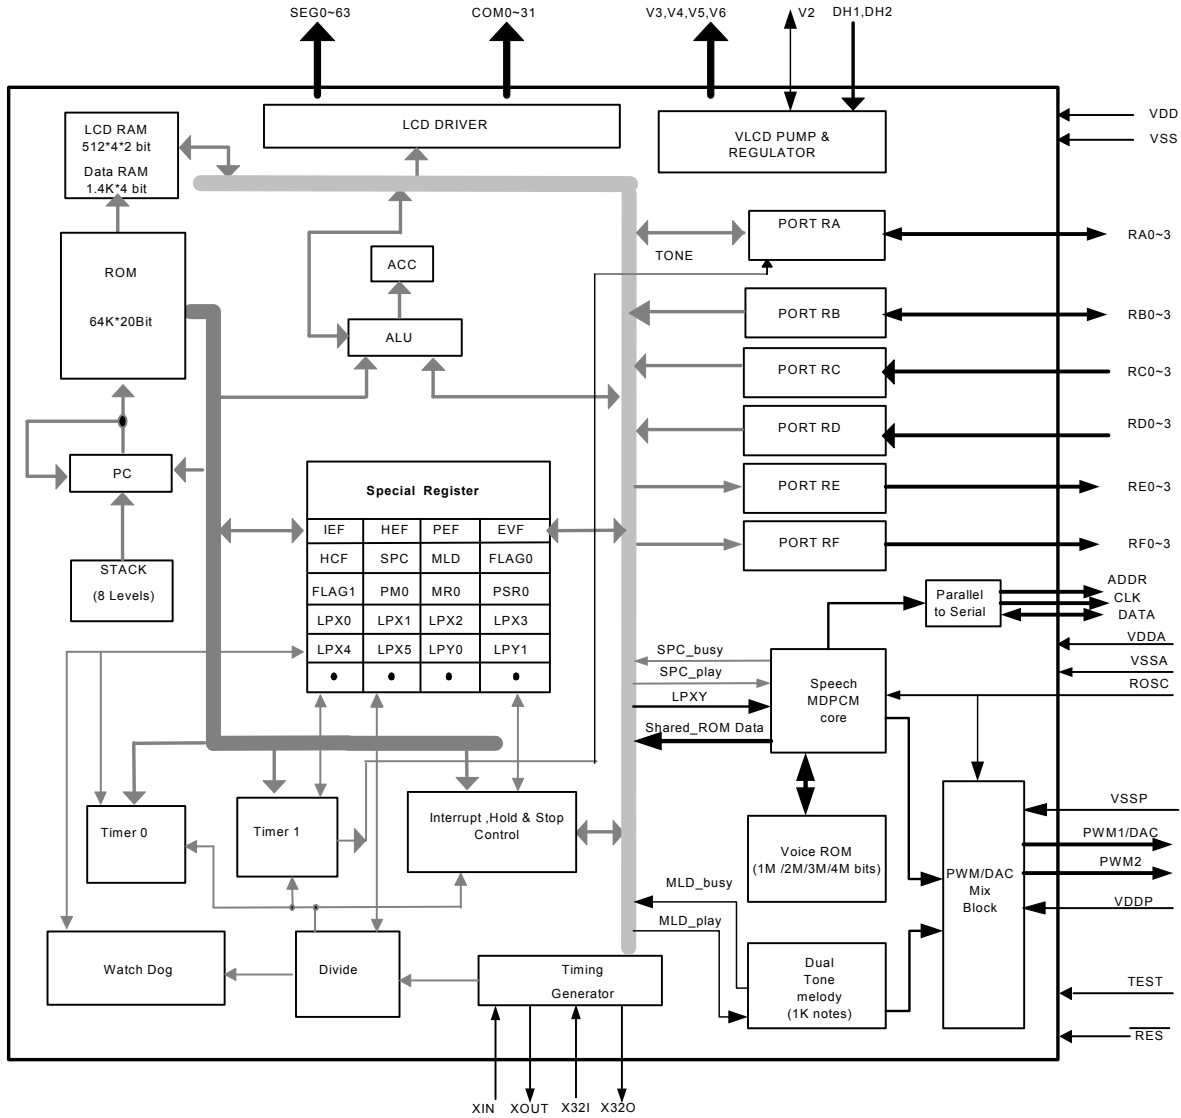 SEG0~63
COM0~31
V3,V4,V5,V6
V2
DH1,DH2
LCD RAM
512*4*2 bit
Data RAM
1.4K*4 bit
LCD DRIVER
VLCD PUMP &
REGULATOR
VDD
VSS
ROM
64K*20Bit
ACC
ALU
TONE
PORT RA
RA0~3
PORT RB
RB0~3
PORT RC
RC0~3
PORT RD
RD0~3
PORT RE
RE0~3
PORT RF
RF0~3
PC
STACK
(8 Levels)
Special Register
IEF HEF PEF EVF
HCF SPC MLD FLAG0
FLAG1 PM0 MR0 PSR0
LPX0 LPX1 LPX2 LPX3
LPX4 LPX5 LPY0 LPY1
Parallel
to Serial
ADDR
CLK
DATA
VDDA
VSSA
ROSC
SPC_busy
SPC_play
LPXY
Shared_ROM Data
Speech
MDPCM
core
Timer 0
Timer 1
Interrupt ,Hold & Stop
Control
Voice ROM
(1M /2M/3M/4M bits)
PWM/DAC
Mix
Block
VSSP
PWM1/DAC
PWM2
VDDP
MLD_busy
MLD_play
Watch Dog
Divide
Timing
Generator
Dual
Tone
melody
(1K notes)
TEST
RES
XIN
XOUT
X32I
X32O